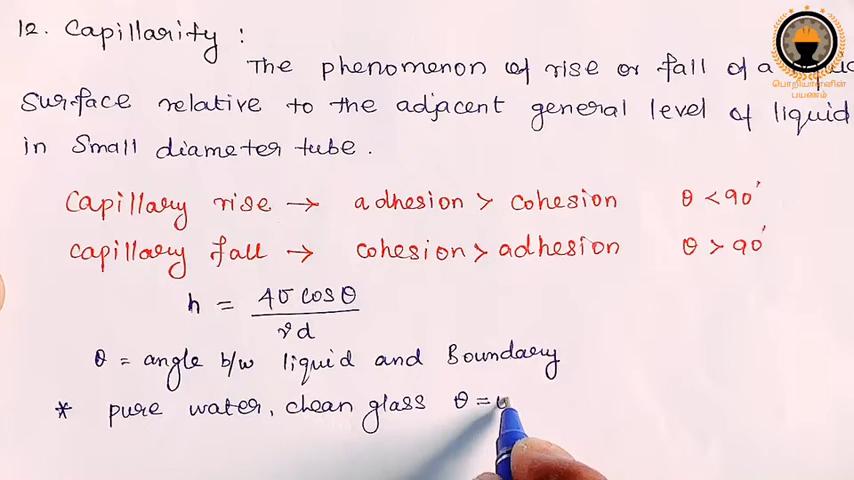 12. Capillarity :
The phenomenon of rise or fall of a
Surface relative to the adjacent general level of liquid
in Small diameter tube.
Capillary rise → adhesion > cohesion θ < 90°
capillary fall → cohesion > adhesion θ > 90°
h = 4σ cosθ
γd
θ = angle b/w liquid and Boundary
* pure water, clean glass θ =
பொறியாளனின்
பயணம்